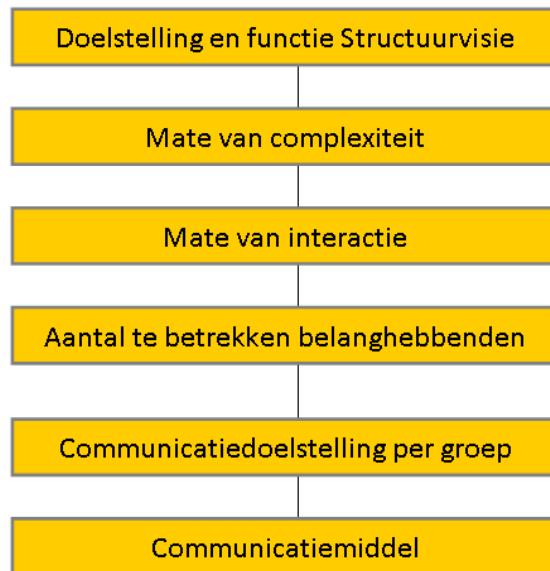 Doelstelling en functie Structuurvisie
Mate van complexiteit
Mate van interactie
Aantal te betrekken belanghebbenden
Communicatiedoelstelling per groep
Communicatiemiddel